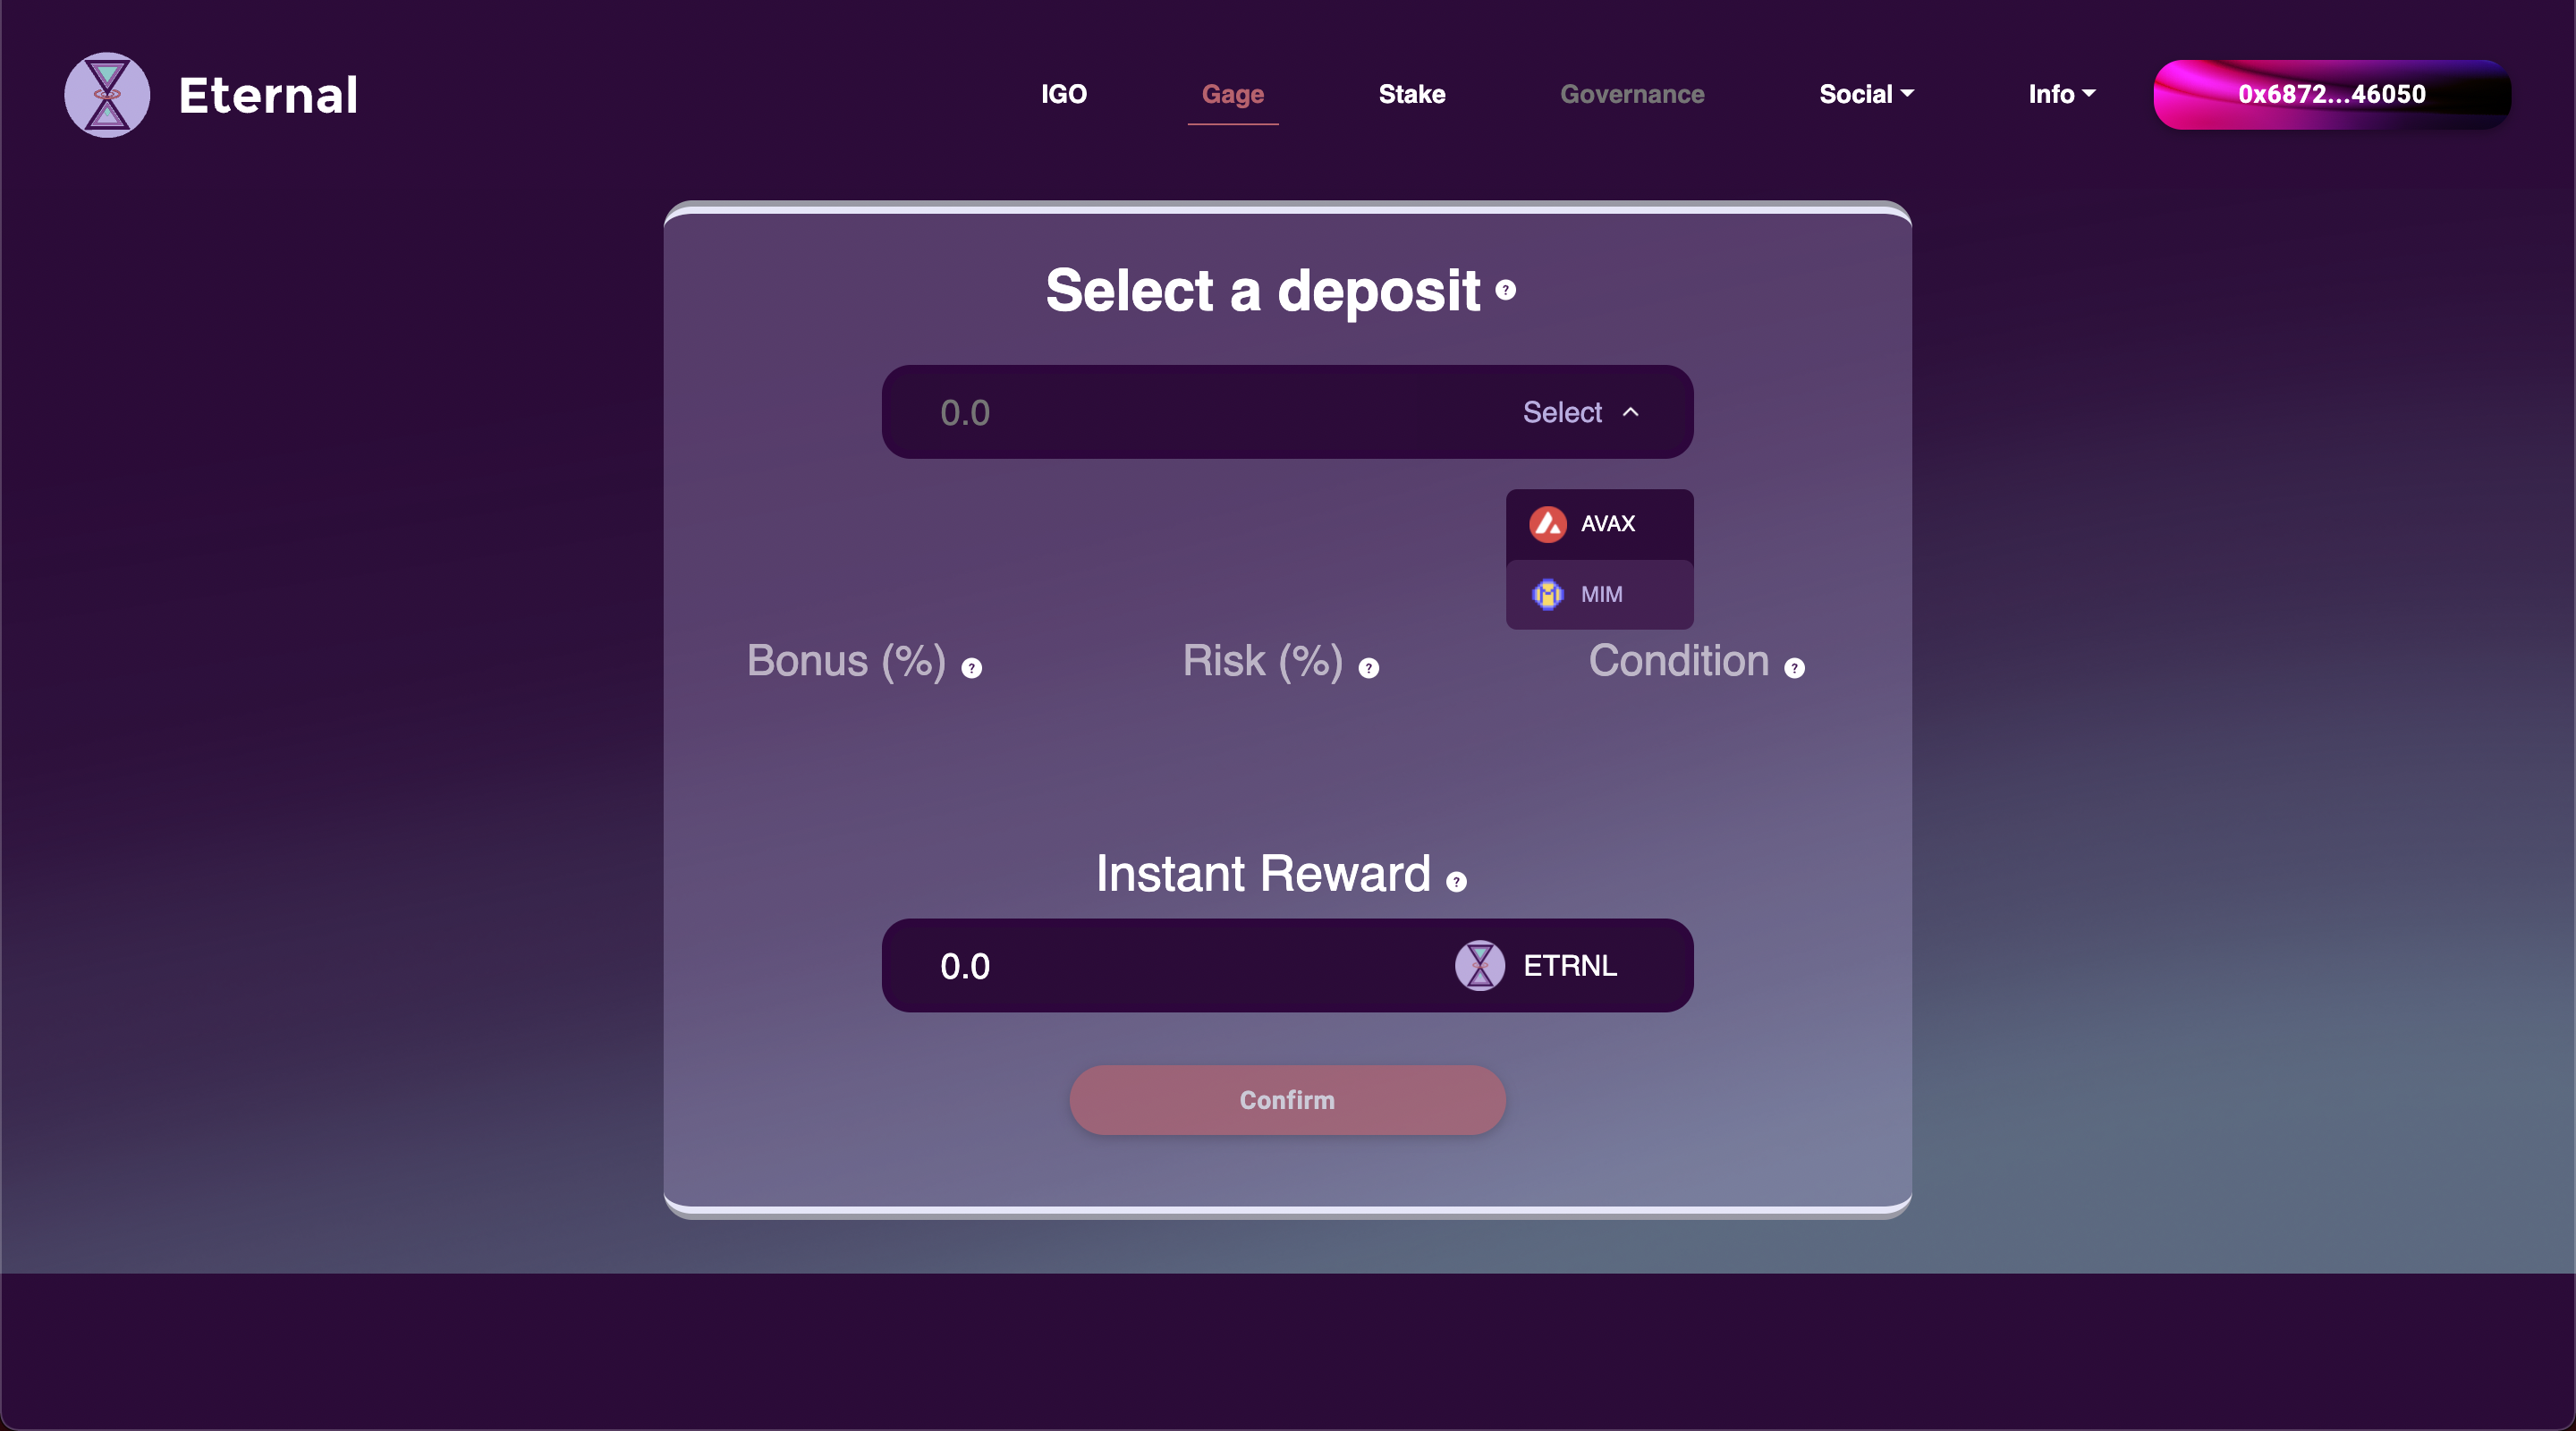 Eternal
IGO Gage Stake Governance Social Info 0x6872...46050
Select a deposit ?
0.0 Select
AVAX
MIM
Bonus (%) ? Risk (%) ? Condition ?
Instant Reward ?
0.0 ETRNL
Confirm